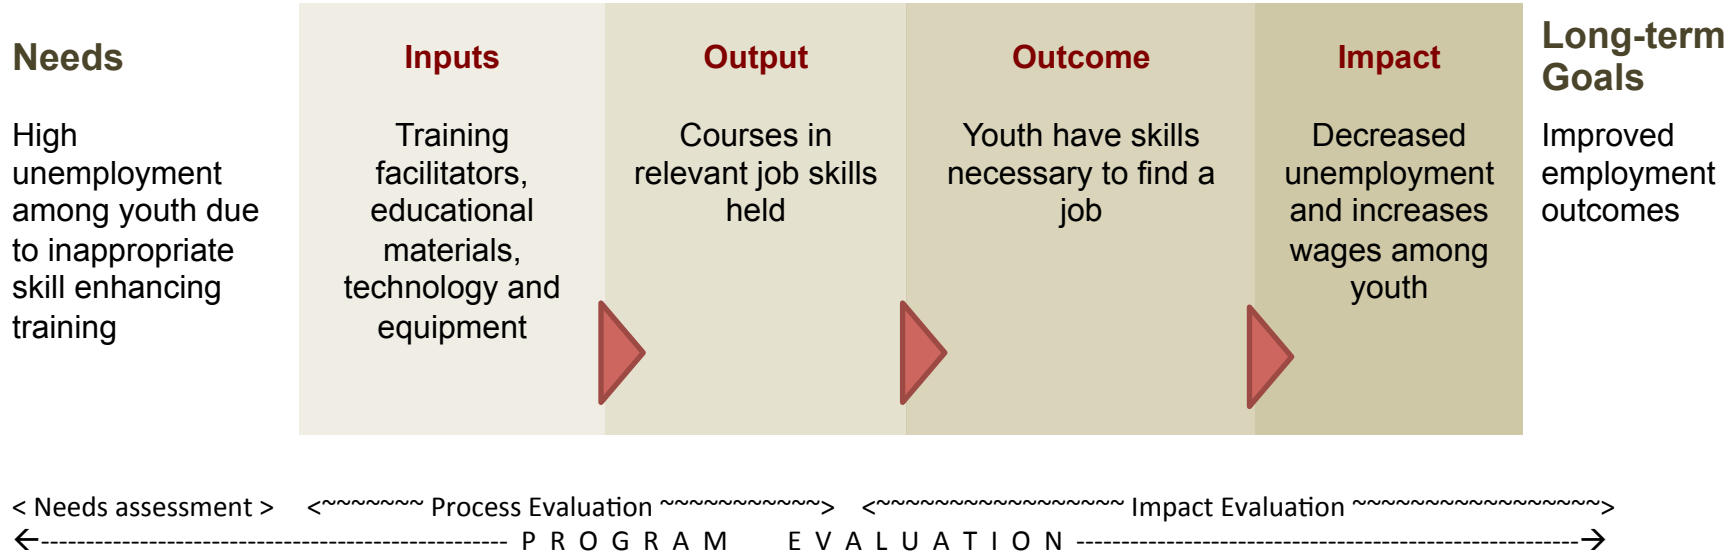 Needs
High
unemployment
among youth due
to inappropriate
skill enhancing
training
Inputs
Training
facilitators,
educational
materials,
technology and
equipment
Output
Courses in
relevant job skills
held
Outcome
Youth have skills
necessary to find a
job
Impact
Decreased
unemployment
and increases
wages among
youth
Long-term
Goals
Improved
employment
outcomes
< Needs assessment > <~~~~~~~ Process Evaluation ~~~~~~~~~~~> <~~~~~~~~~~~~~~~~~ Impact Evaluation ~~~~~~~~~~~~~~~~~>
←---------------------------------------------------- P R O G R A M E V A L U A T I O N --------------------------------------------------------→